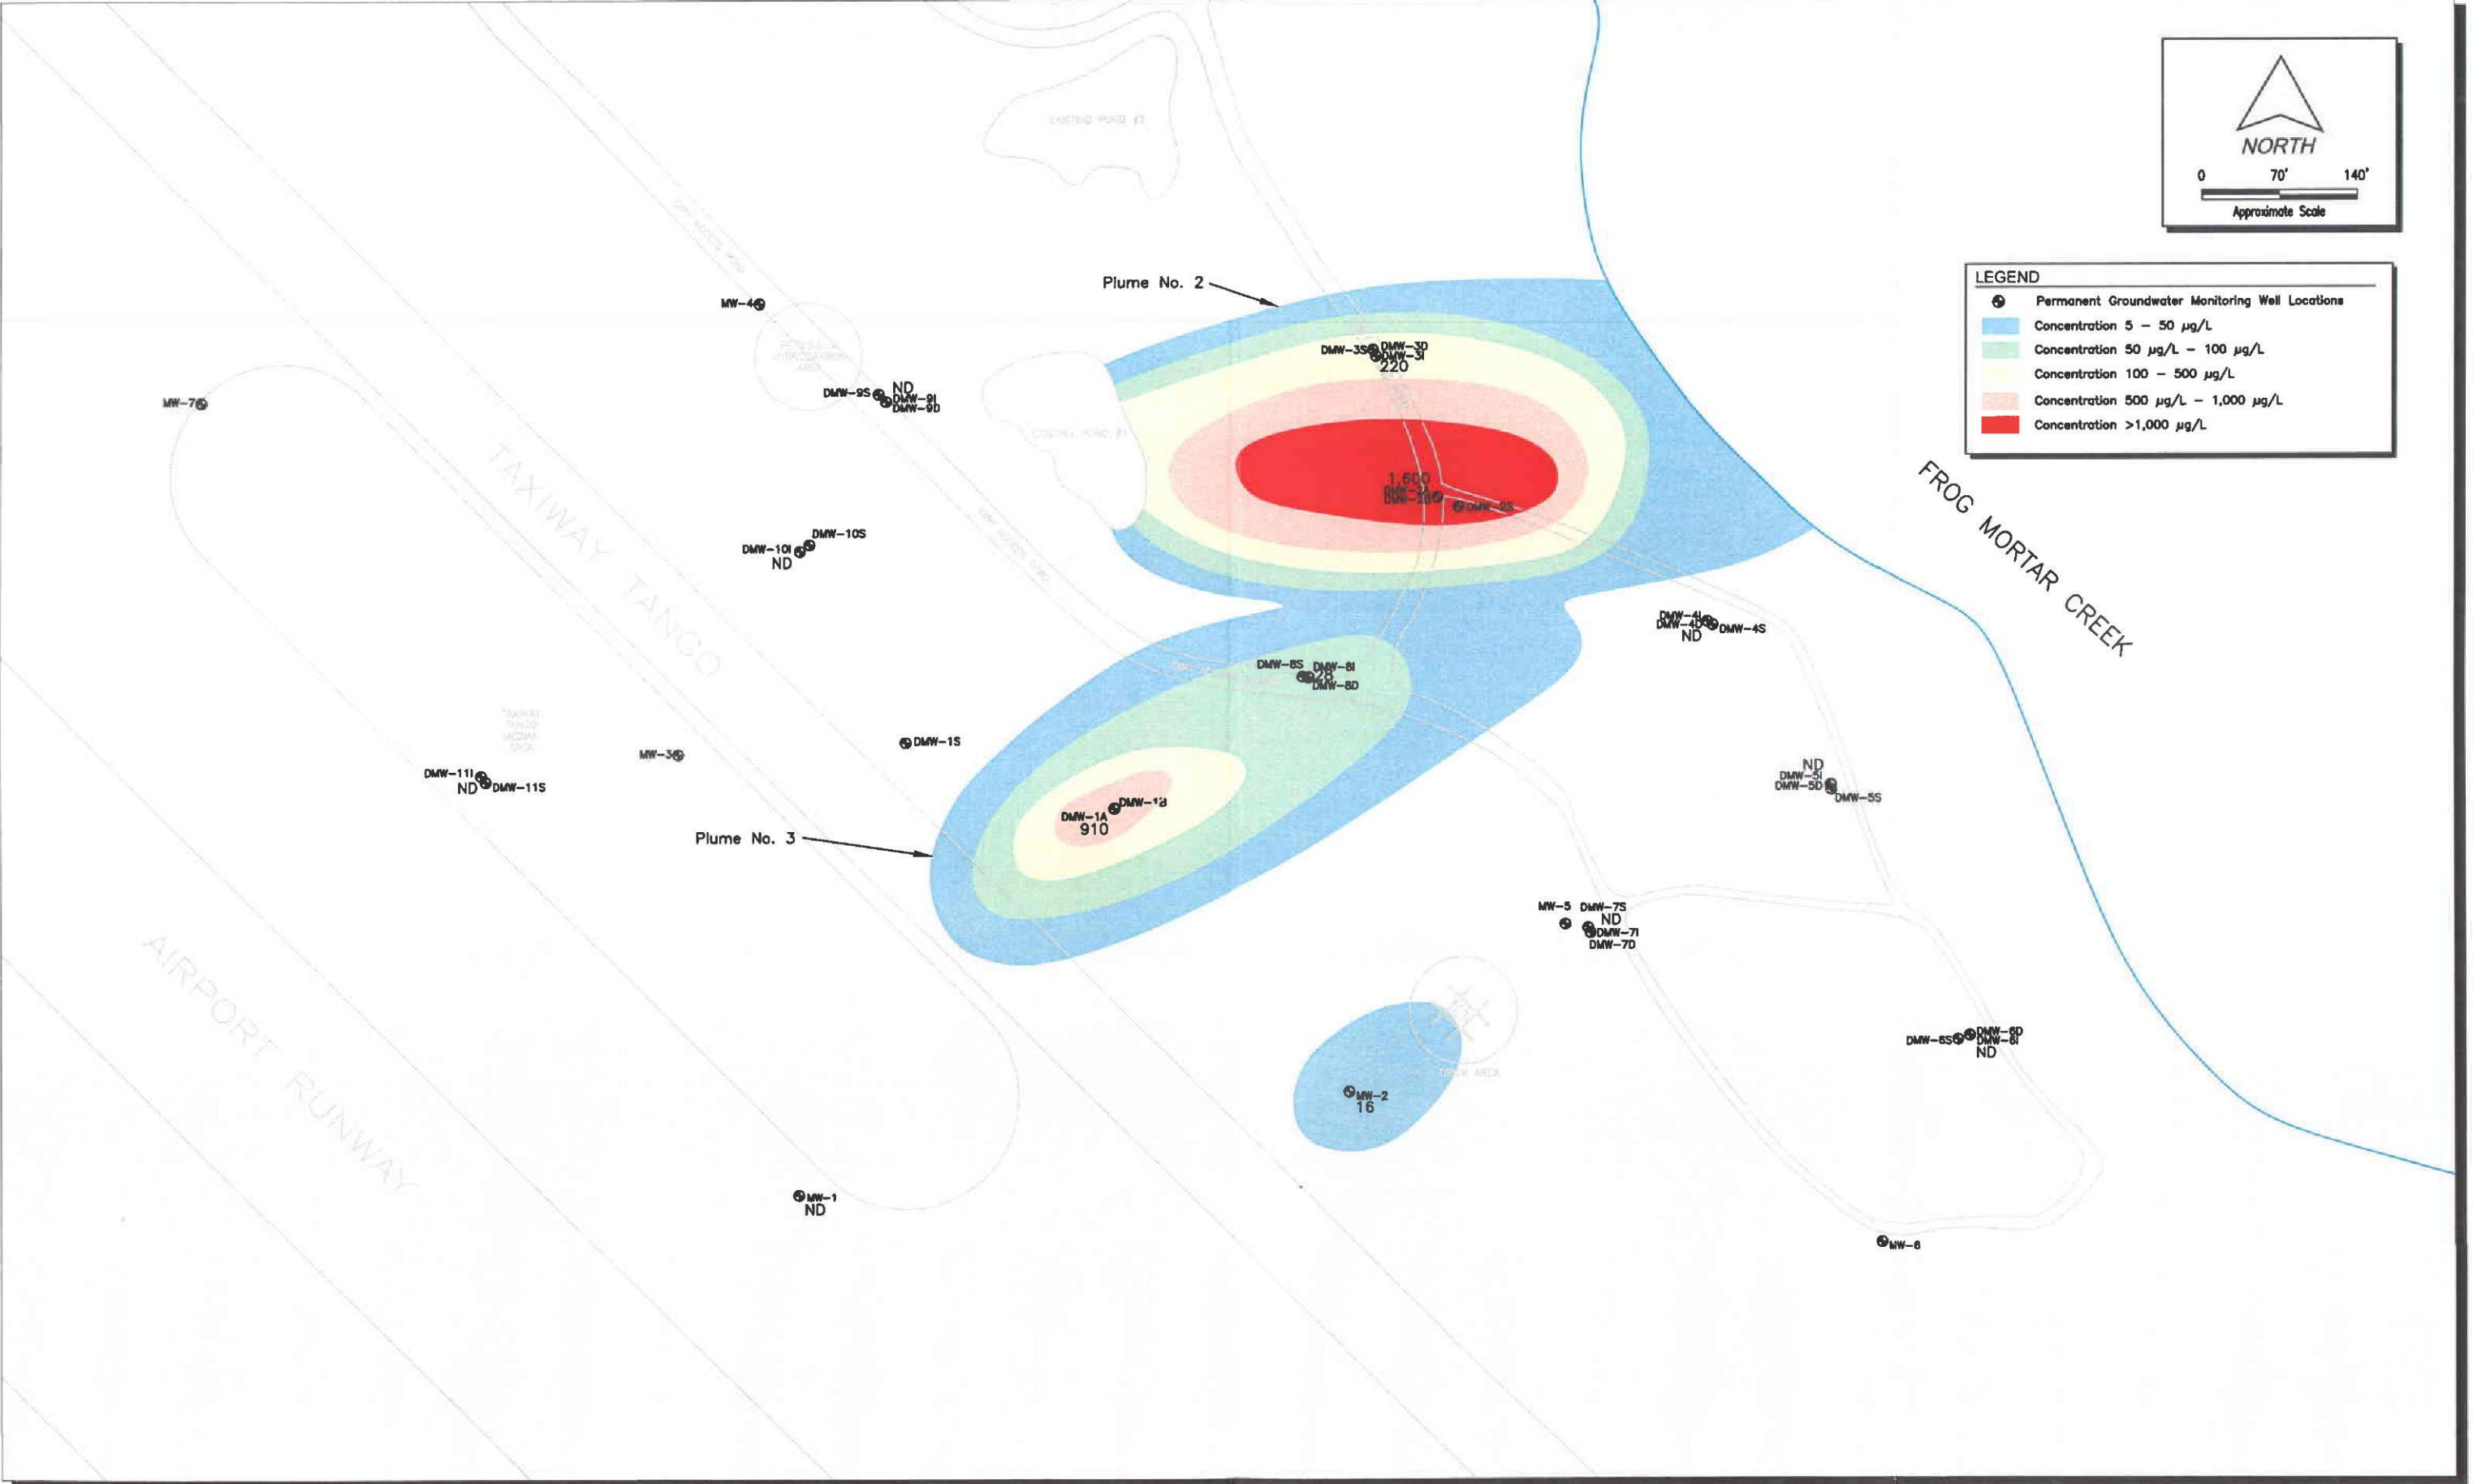 EXISTING POND #2
NORTH
0 70' 140'
Approximate Scale
LEGEND
Permanent Groundwater Monitoring Well Locations
Concentration 5 – 50 µg/L
Concentration 50 µg/L – 100 µg/L
Concentration 100 – 500 µg/L
Concentration 500 µg/L – 1,000 µg/L
Concentration >1,000 µg/L
Plume No. 2
MW-4
DMW-3S DMW-3D
DMW-3I
220
MW-7
ND
DMW-9S DMW-9I
DMW-9D
EXISTING POND #1
TAXIWAY TANGO
1,600
DMW-2S
FROG MORTAR CREEK
DMW-10S
DMW-10I
ND
DMW-4I
DMW-4D DMW-4S
ND
DMW-8S DMW-8I
28
DMW-8D
DMW-1S
MW-3
DMW-11I
ND DMW-11S
ND
DMW-5I
DMW-5D
DMW-5S
DMW-1B
DMW-1A
910
Plume No. 3
MW-5 DMW-7S
ND
DMW-7I
DMW-7D
AIRPORT RUNWAY
DMW-6D
DMW-6S DMW-6I
ND
MW-2
16
MW-1
ND
MW-6